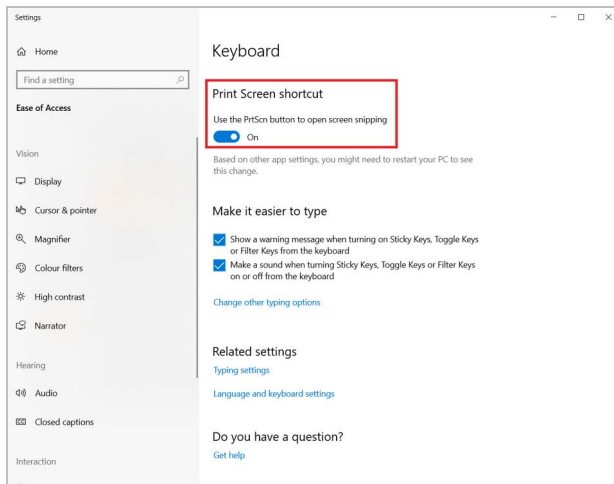 Settings
Home
Find a setting
Ease of Access
Vision
Display
Cursor & pointer
Magnifier
Colour filters
High contrast
Narrator
Hearing
Audio
Closed captions
Interaction
Keyboard
Print Screen shortcut
Use the PrtScn button to open screen snipping
On
Based on other app settings, you might need to restart your PC to see
this change.
Make it easier to type
Show a warning message when turning on Sticky Keys, Toggle Keys
or Filter Keys from the keyboard
Make a sound when turning Sticky Keys, Toggle Keys or Filter Keys
on or off from the keyboard
Change other typing options
Related settings
Typing settings
Language and keyboard settings
Do you have a question?
Get help